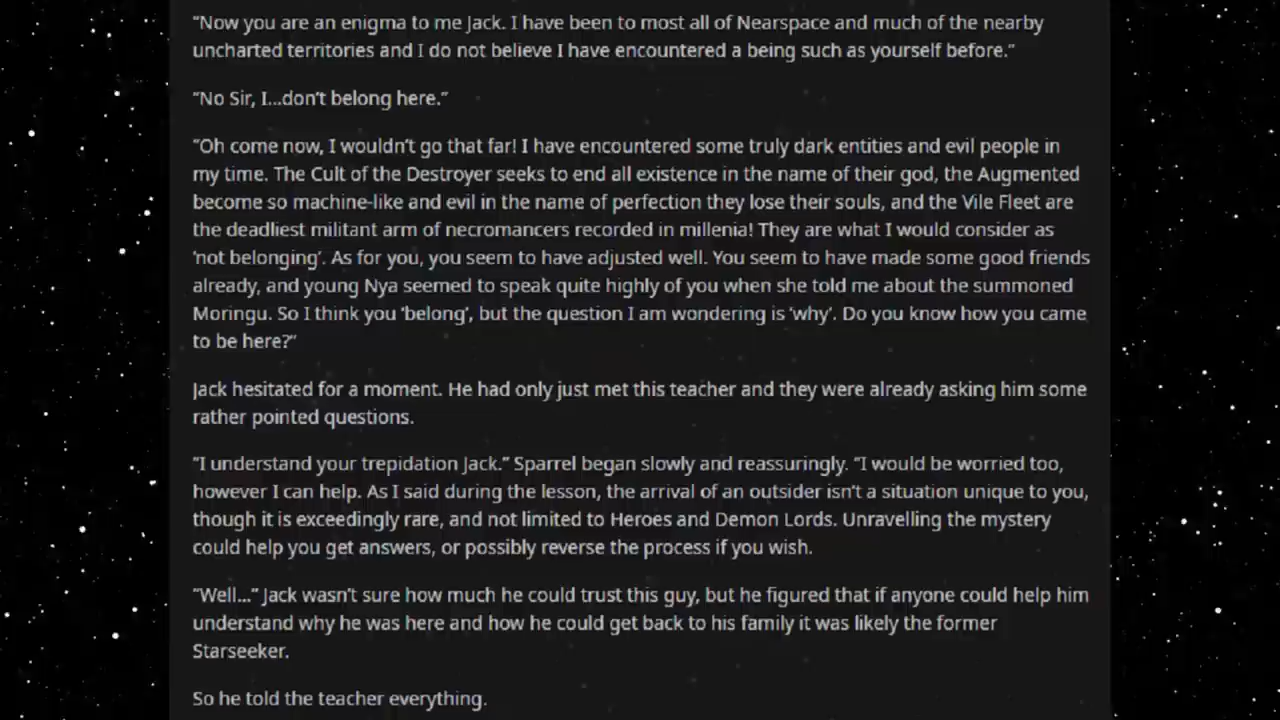 “Now you are an enigma to me Jack. I have been to most all of Nearspace and much of the nearby
uncharted territories and I do not believe I have encountered a being such as yourself before.”
“No Sir, I...don’t belong here.”
“Oh come now, I wouldn’t go that far! I have encountered some truly dark entities and evil people in
my time. The Cult of the Destroyer seeks to end all existence in the name of their god, the Augmented
become so machine-like and evil in the name of perfection they lose their souls, and the Vile Fleet are
the deadliest militant arm of necromancers recorded in millenia! They are what I would consider as
‘not belonging’. As for you, you seem to have adjusted well. You seem to have made some good friends
already, and young Nya seemed to speak quite highly of you when she told me about the summoned
Moringu. So I think you ‘belong’, but the question I am wondering is ‘why’. Do you know how you came
to be here?”
Jack hesitated for a moment. He had only just met this teacher and they were already asking him some
rather pointed questions.
“I understand your trepidation Jack.” Sparrel began slowly and reassuringly. “I would be worried too,
however I can help. As I said during the lesson, the arrival of an outsider isn’t a situation unique to you,
though it is exceedingly rare, and not limited to Heroes and Demon Lords. Unravelling the mystery
could help you get answers, or possibly reverse the process if you wish.
“Well...” Jack wasn’t sure how much he could trust this guy, but he figured that if anyone could help him
understand why he was here and how he could get back to his family it was likely the former
Starseeker.
So he told the teacher everything.